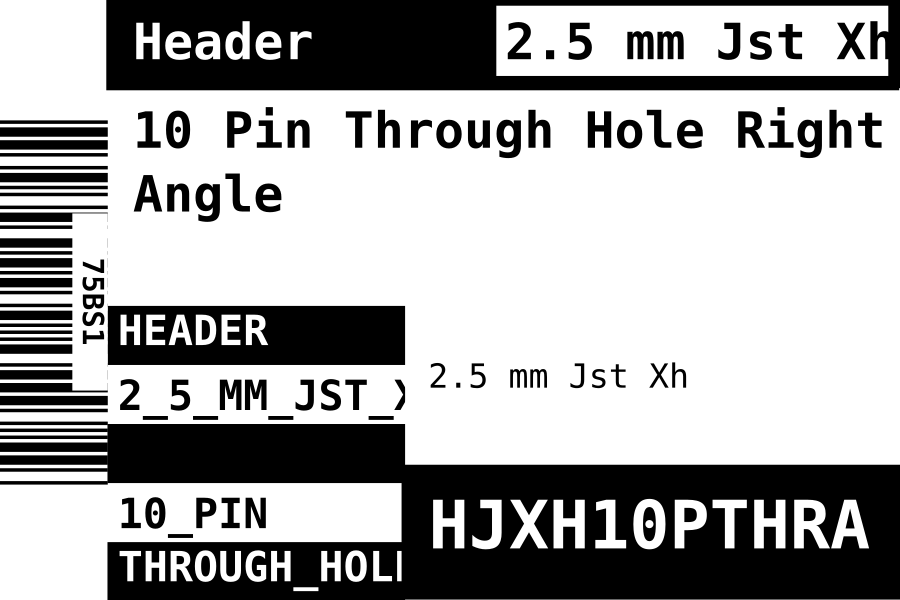 Header
2.5 mm Jst Xh
10 Pin Through Hole Right
Angle
75BS1
HEADER
2_5_MM_JST_X
2.5 mm Jst Xh
10_PIN
THROUGH_HOL
HJXH10PTHRA